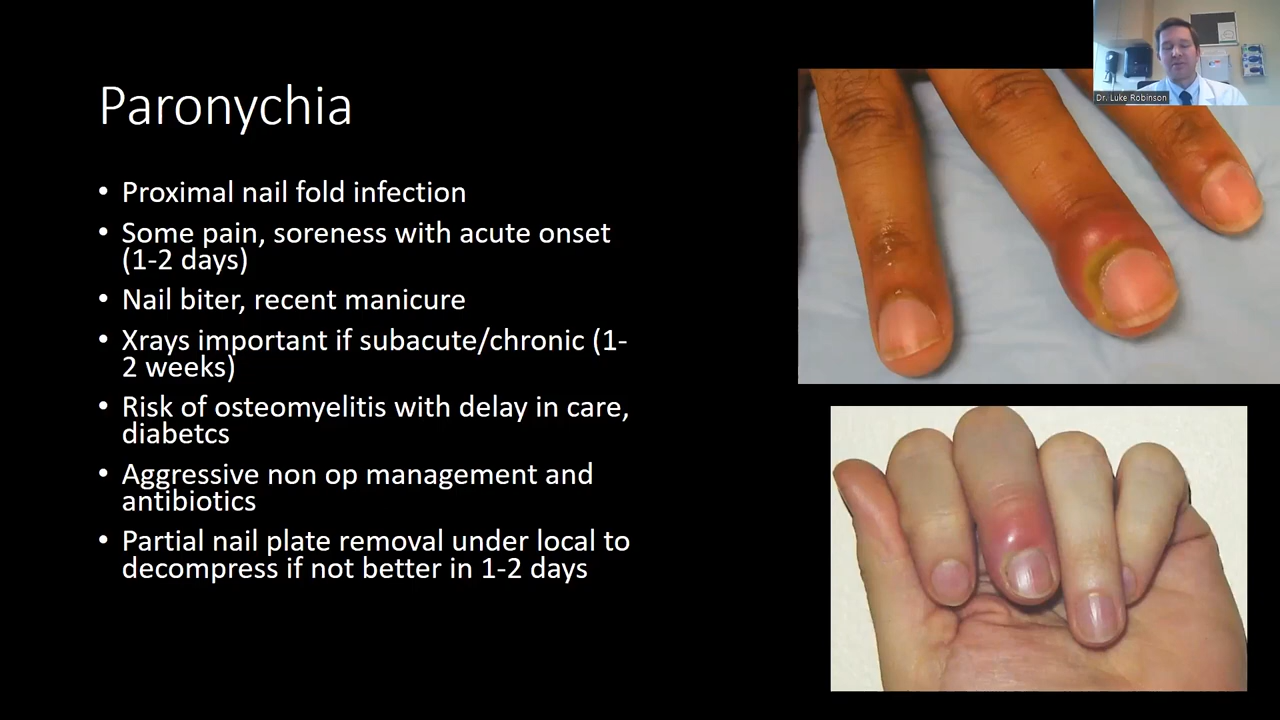 Paronychia
• Proximal nail fold infection
• Some pain, soreness with acute onset
(1-2 days)
• Nail biter, recent manicure
• Xrays important if subacute/chronic (1-
2 weeks)
• Risk of osteomyelitis with delay in care,
diabetcs
• Aggressive non op management and
antibiotics
• Partial nail plate removal under local to
decompress if not better in 1-2 days
Dr. Luke Robinson